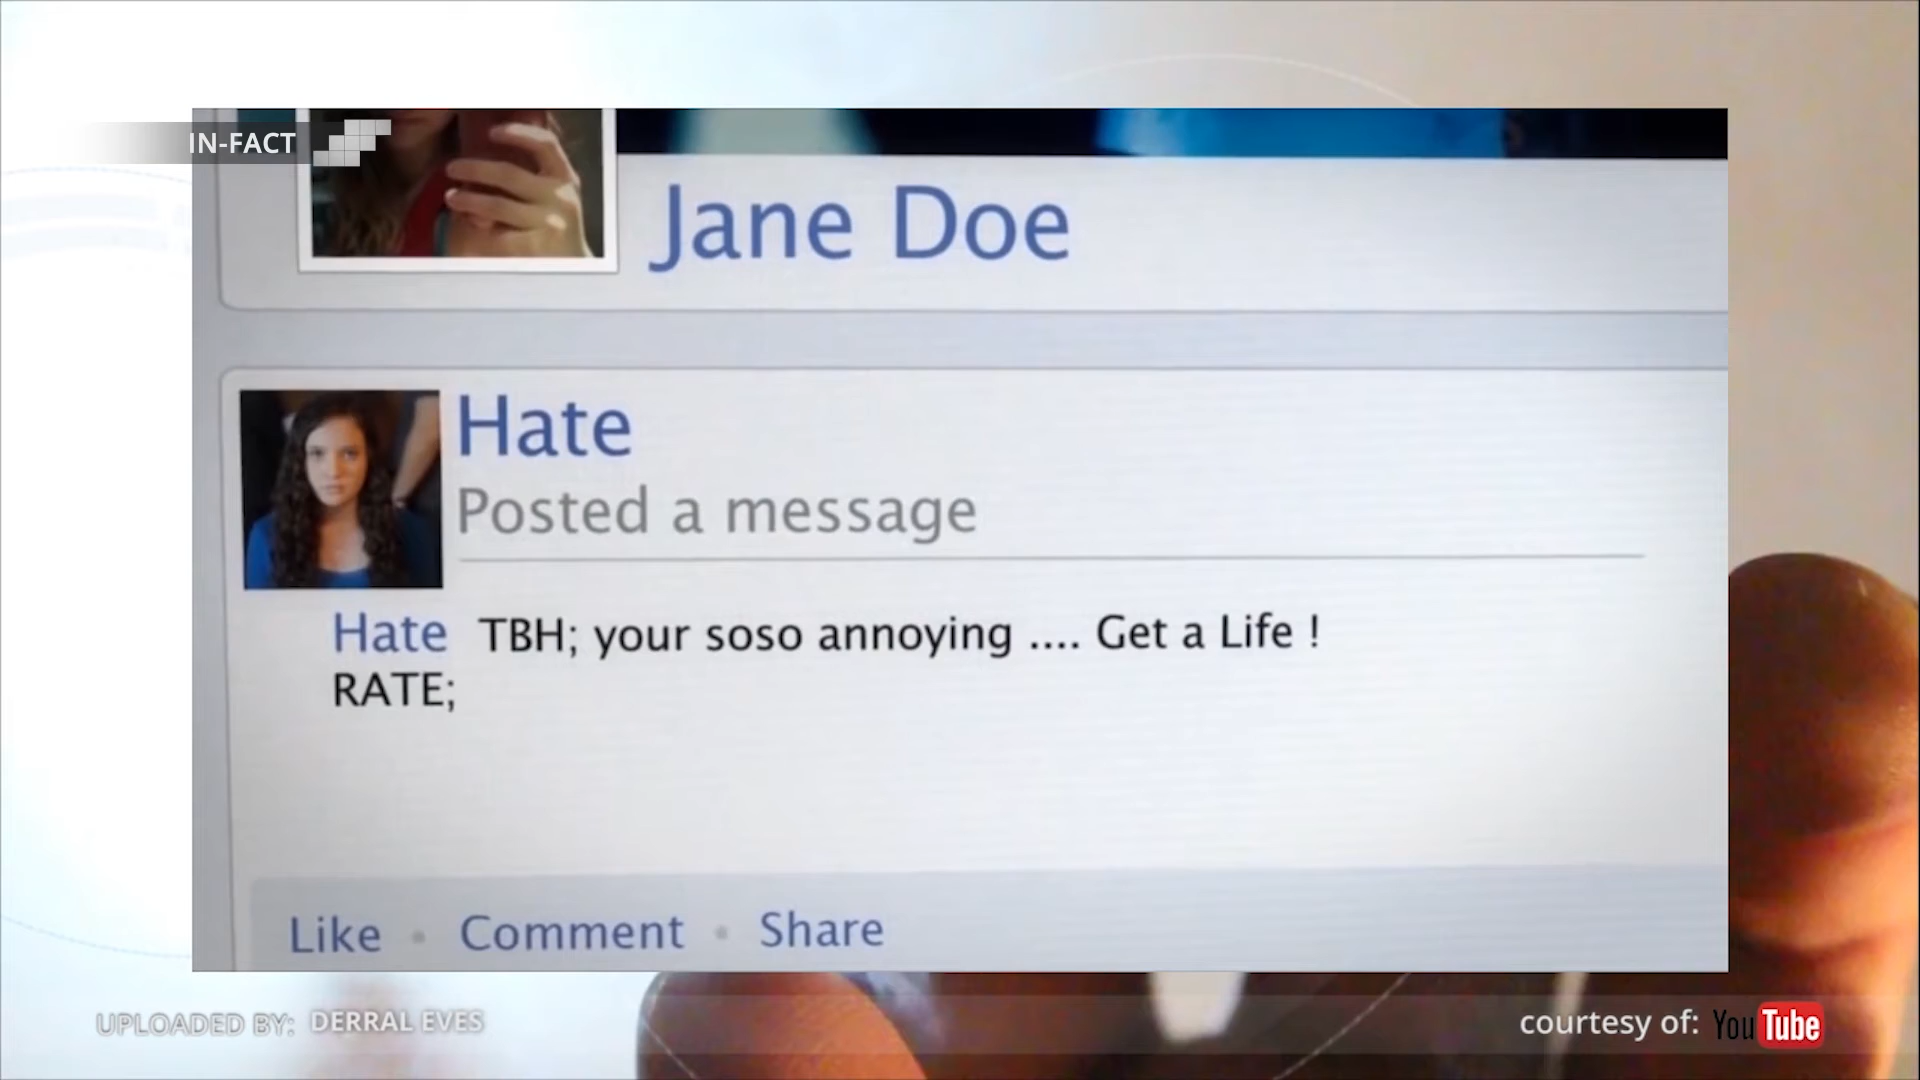 IN-FACT
Jane Doe
Hate
Posted a message
Hate TBH; your soso annoying .... Get a Life !
RATE;
Like • Comment • Share
UPLOADED BY: DERRAL EVES
courtesy of: YouTube